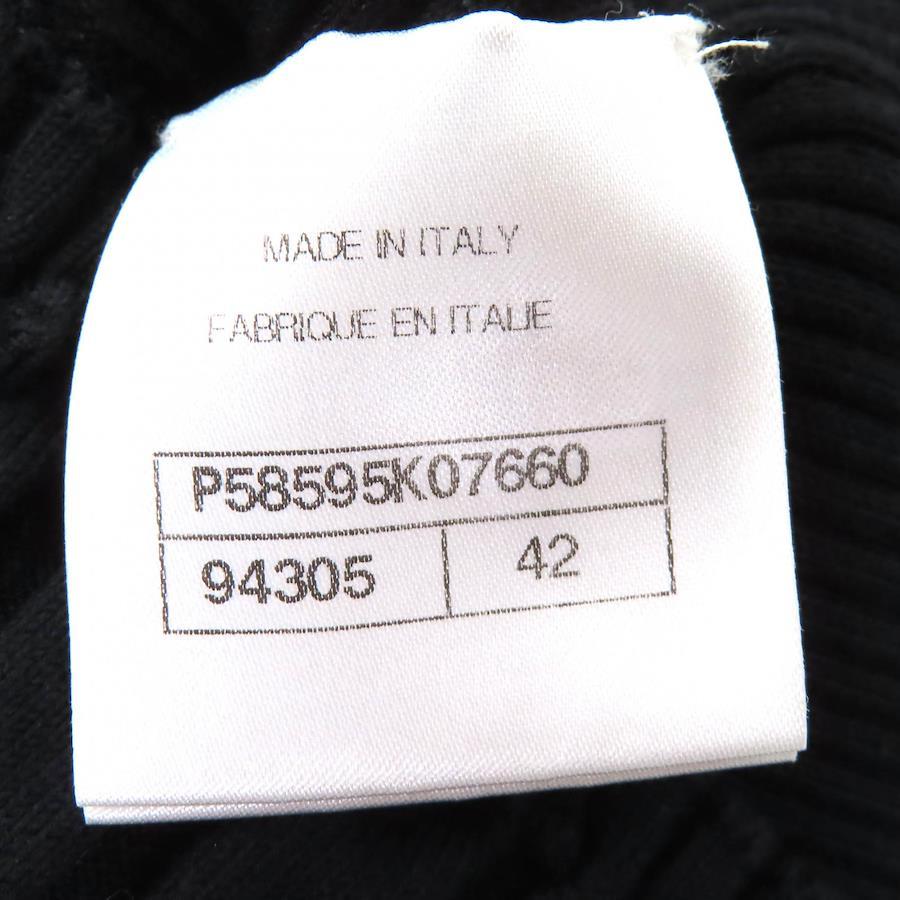 MADE IN ITALY
FABRIQUE EN ITALIE
P58595K07660
94305 42